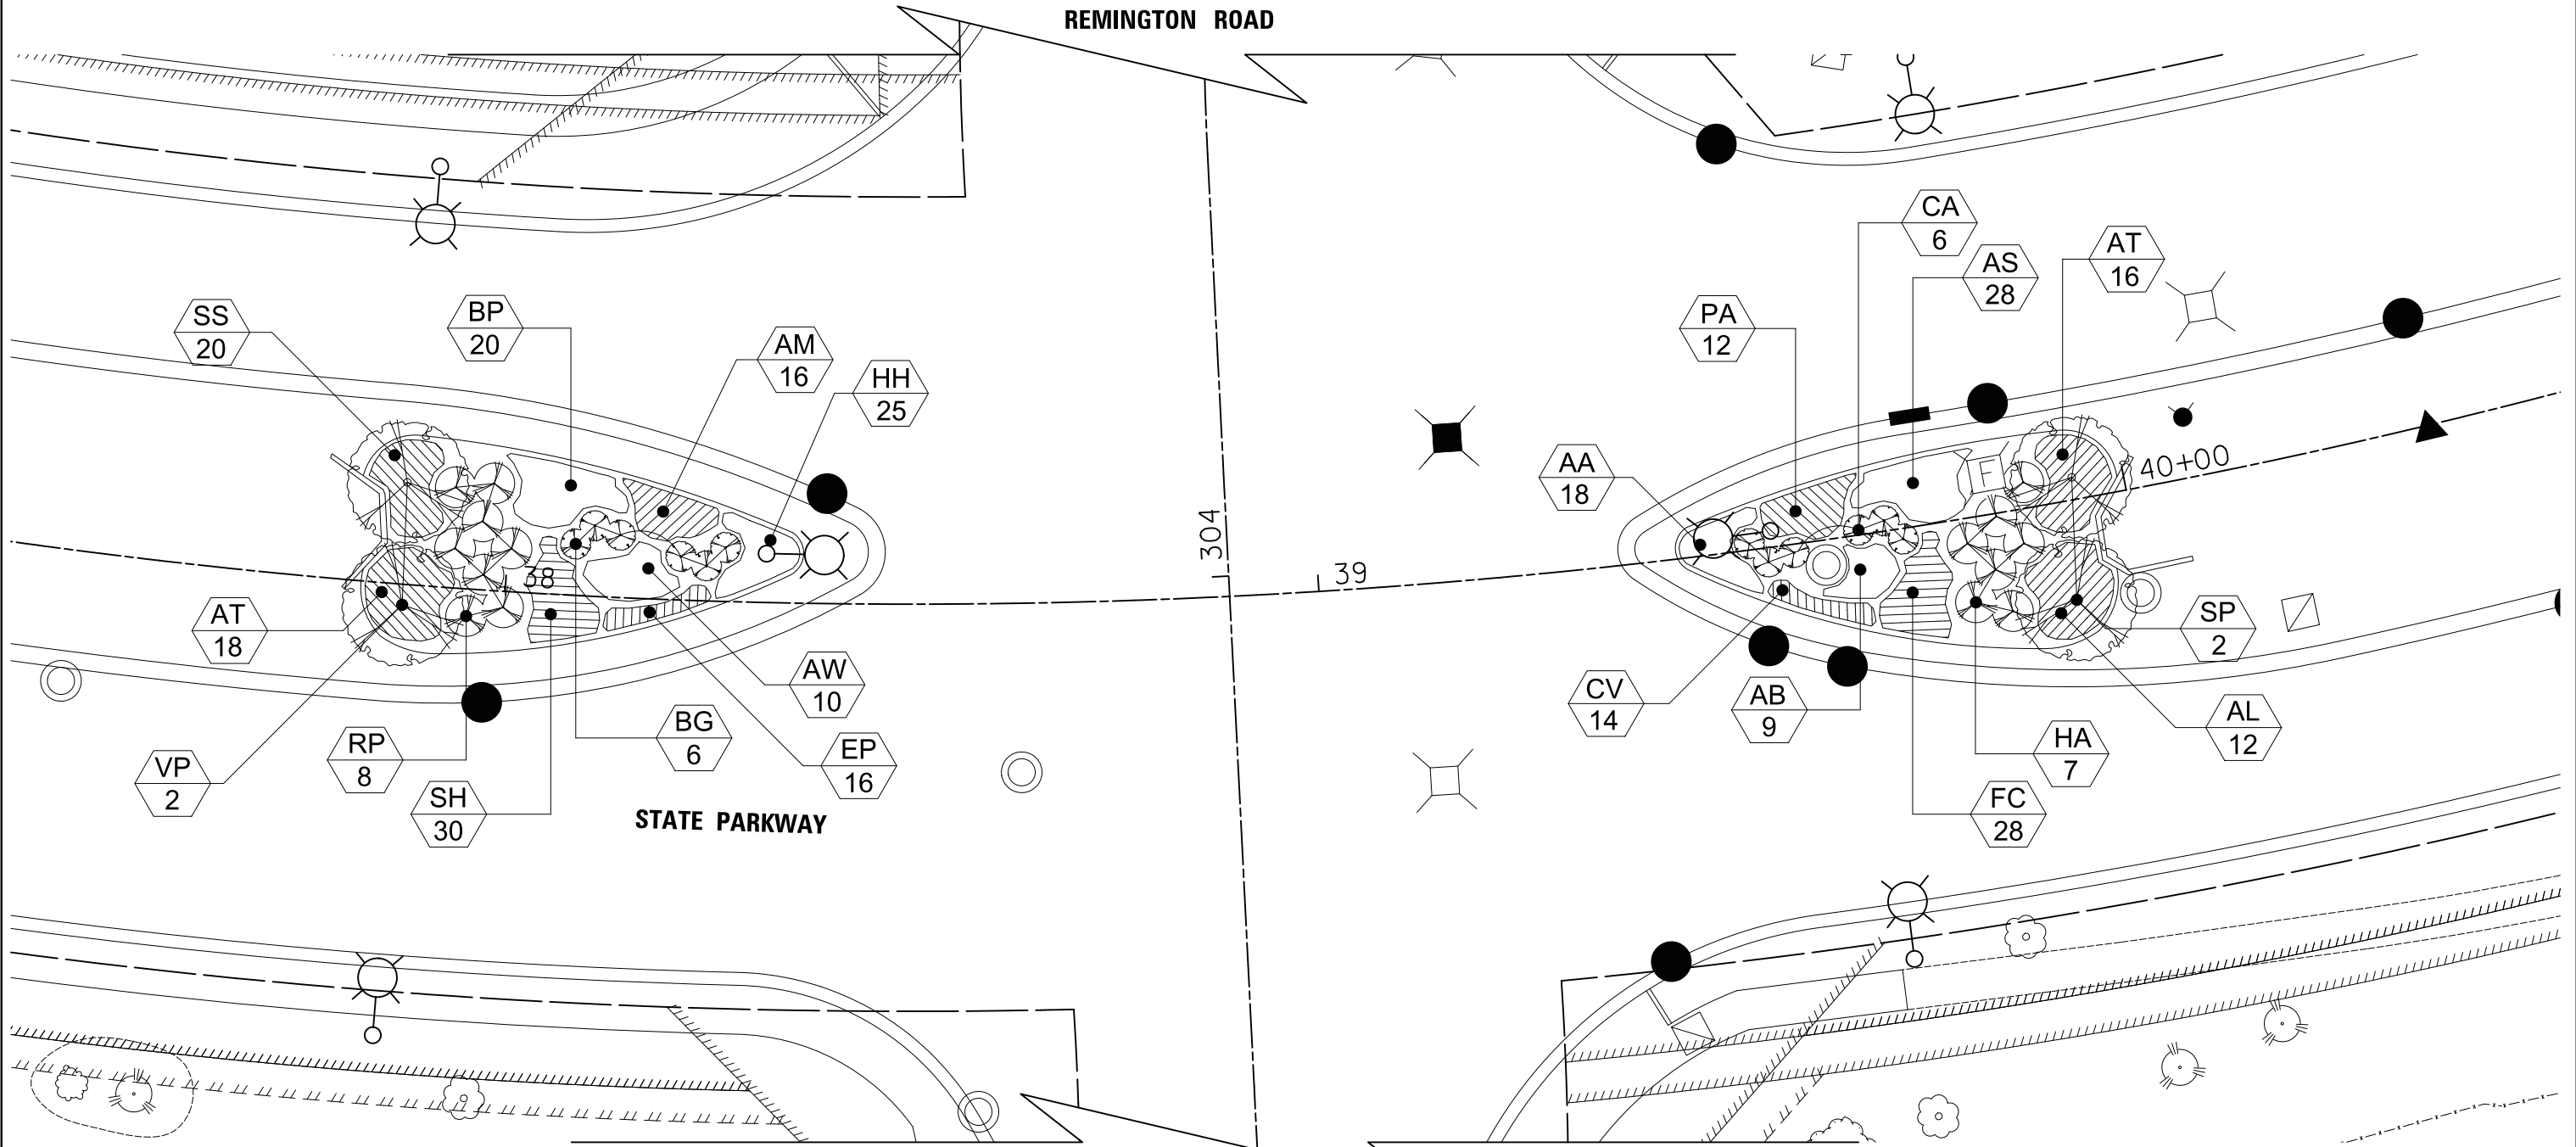 REMINGTON ROAD
CA
6
AT
16
AS
28
SS
20
BP
20
PA
12
AM
16
HH
25
40+00
F
AA
18
304
38
39
AT
18
SP
2
AW
10
CV
14
AB
9
BG
6
AL
12
RP
8
EP
16
HA
7
VP
2
SH
30
FC
28
STATE PARKWAY